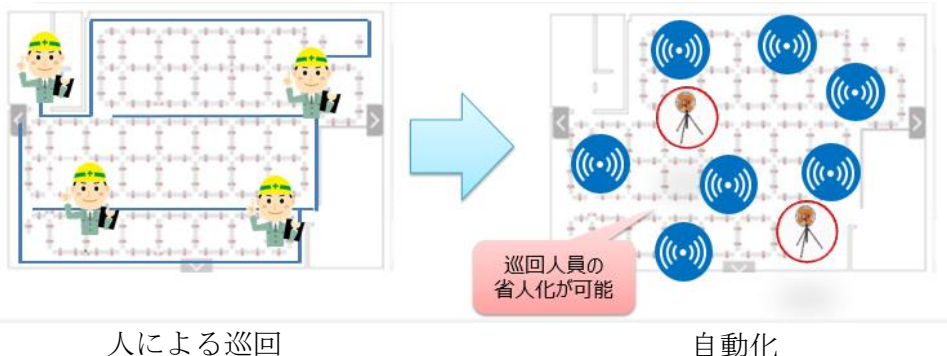 巡回人員の
省人化が可能
人による巡回
自動化